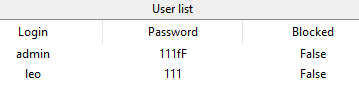 User list
Login Password Blocked
admin 111fF False
leo 111 False